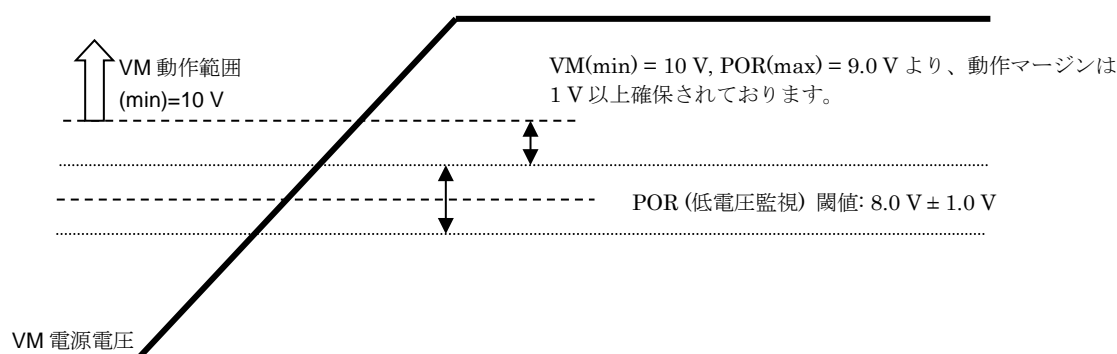 VM 動作範囲
(min)=10 V
VM(min) = 10 V, POR(max) = 9.0 V より、動作マージンは
1 V 以上確保されております。
POR (低電圧監視) 閾値: 8.0 V ± 1.0 V
VM 電源電圧